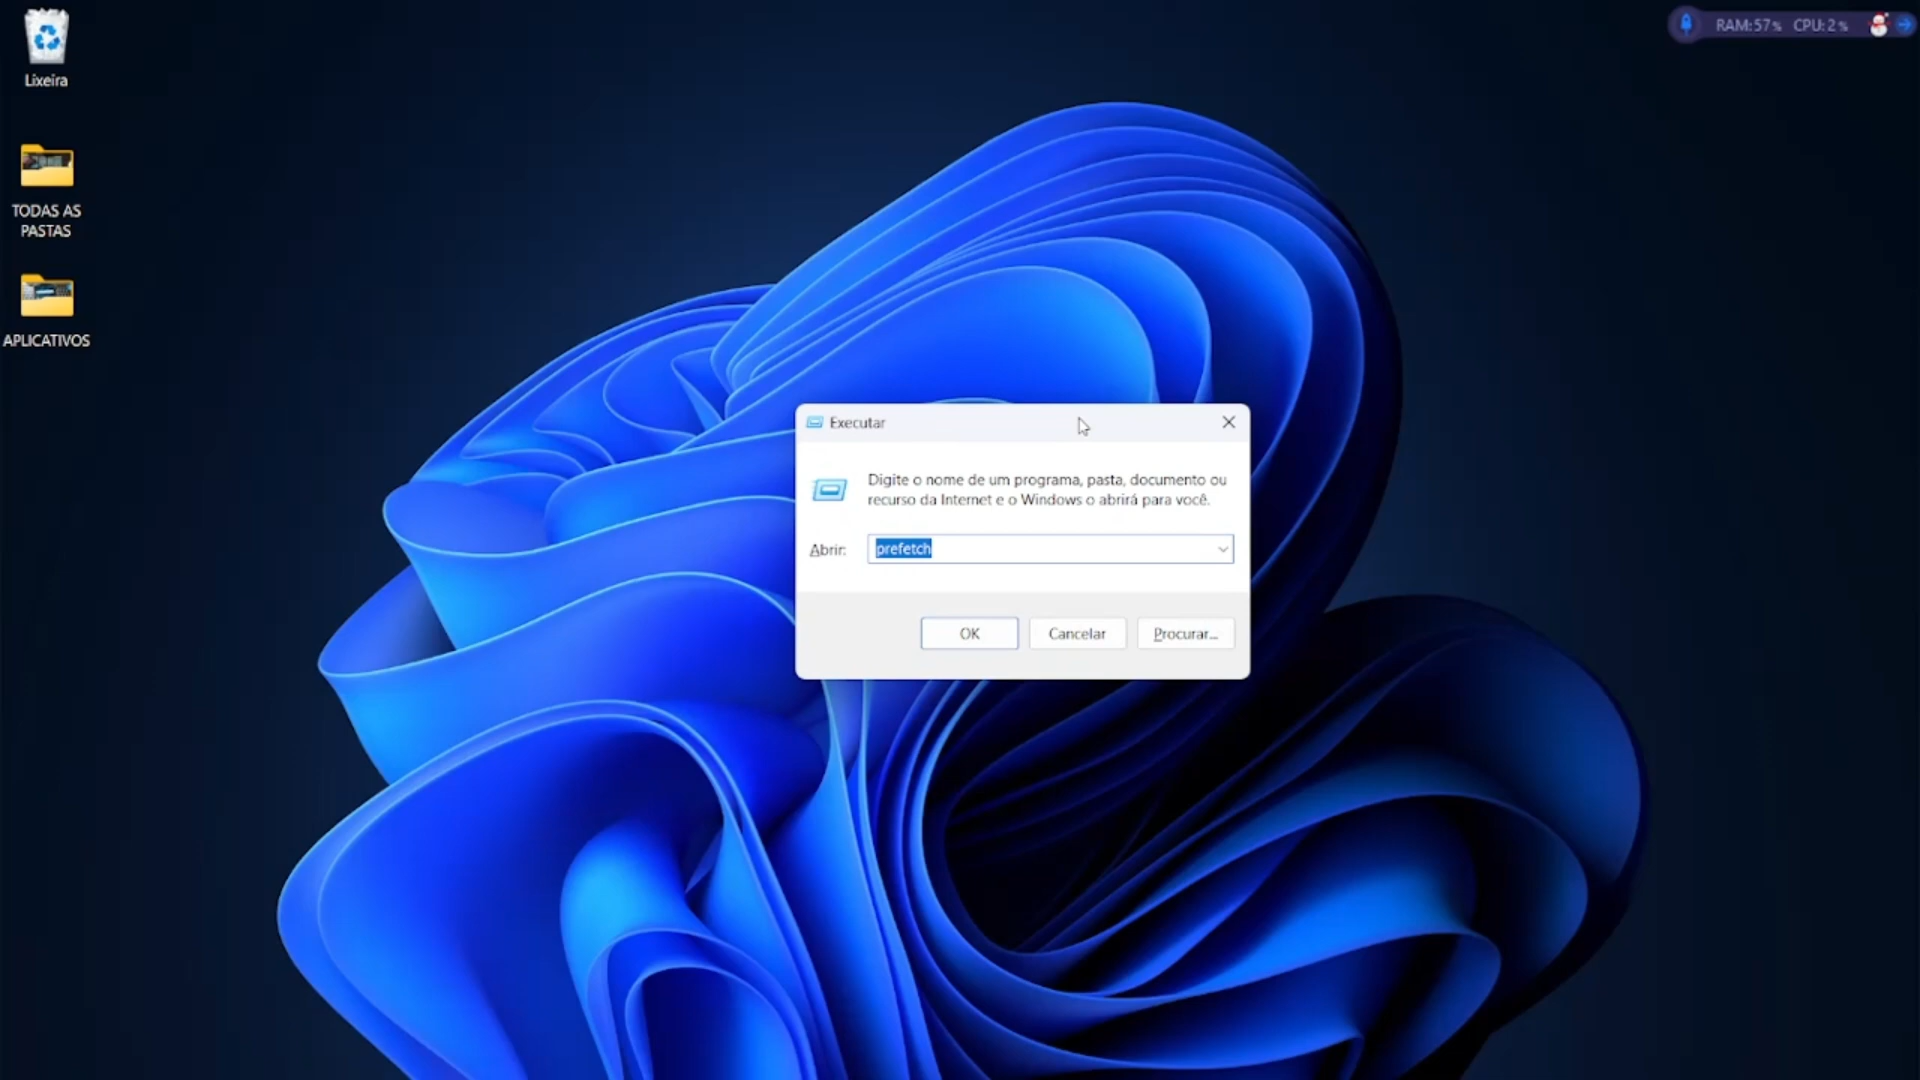 Lixeira
TODAS AS
PASTAS
APLICATIVOS
RAM:57% CPU:2%
Executar
Digite o nome de um programa, pasta, documento ou
recurso da Internet e o Windows o abrirá para você.
Abrir:
prefetch
OK
Cancelar
Procurar...